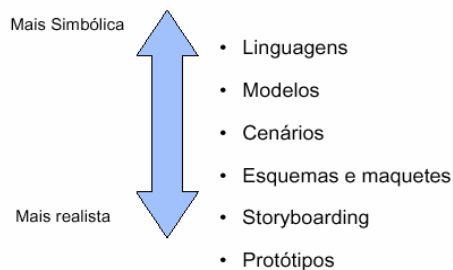 Mais Simbólica
• Linguagens
• Modelos
• Cenários
• Esquemas e maquetes
Mais realista
• Storyboarding
• Protótipos